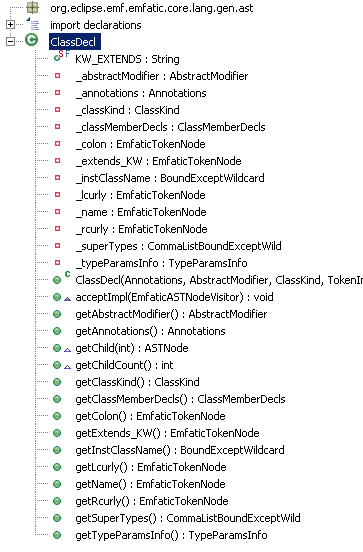 org.eclipse.emf.emfatic.core.lang.gen.ast
import declarations
ClassDecl
KW_EXTENDS : String
_abstractModifier : AbstractModifier
_annotations : Annotations
_classKind : ClassKind
_classMemberDecls : ClassMemberDecls
_colon : EmfaticTokenNode
_extends_KW : EmfaticTokenNode
_instClassName : BoundExceptWildcard
_lcurly : EmfaticTokenNode
_name : EmfaticTokenNode
_rcurly : EmfaticTokenNode
_superTypes : CommaListBoundExceptWild
_typeParamsInfo : TypeParamsInfo
ClassDecl(Annotations, AbstractModifier, ClassKind, TokenIn
acceptImpl(EmfaticASTNodeVisitor) : void
getAbstractModifier() : AbstractModifier
getAnnotations() : Annotations
getChild(int) : ASTNode
getChildCount() : int
getClassKind() : ClassKind
getClassMemberDecls() : ClassMemberDecls
getColon() : EmfaticTokenNode
getExtends_KW() : EmfaticTokenNode
getInstClassName() : BoundExceptWildcard
getLcurly() : EmfaticTokenNode
getName() : EmfaticTokenNode
getRcurly() : EmfaticTokenNode
getSuperTypes() : CommaListBoundExceptWild
getTypeParamsInfo() : TypeParamsInfo